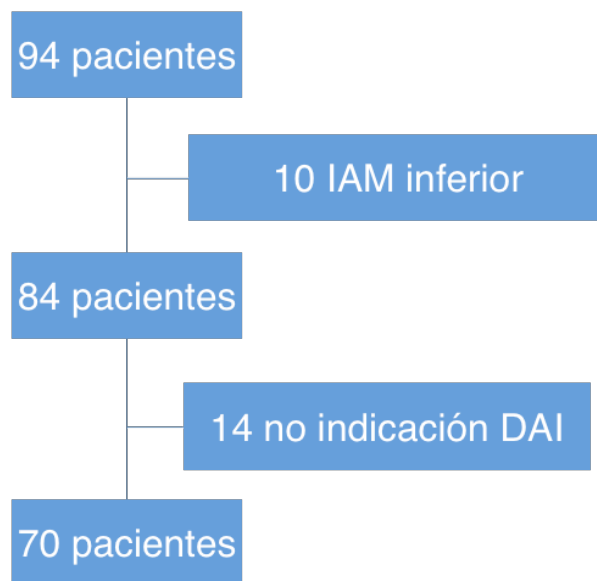 94 pacientes
10 IAM inferior
84 pacientes
14 no indicación DAI
70 pacientes